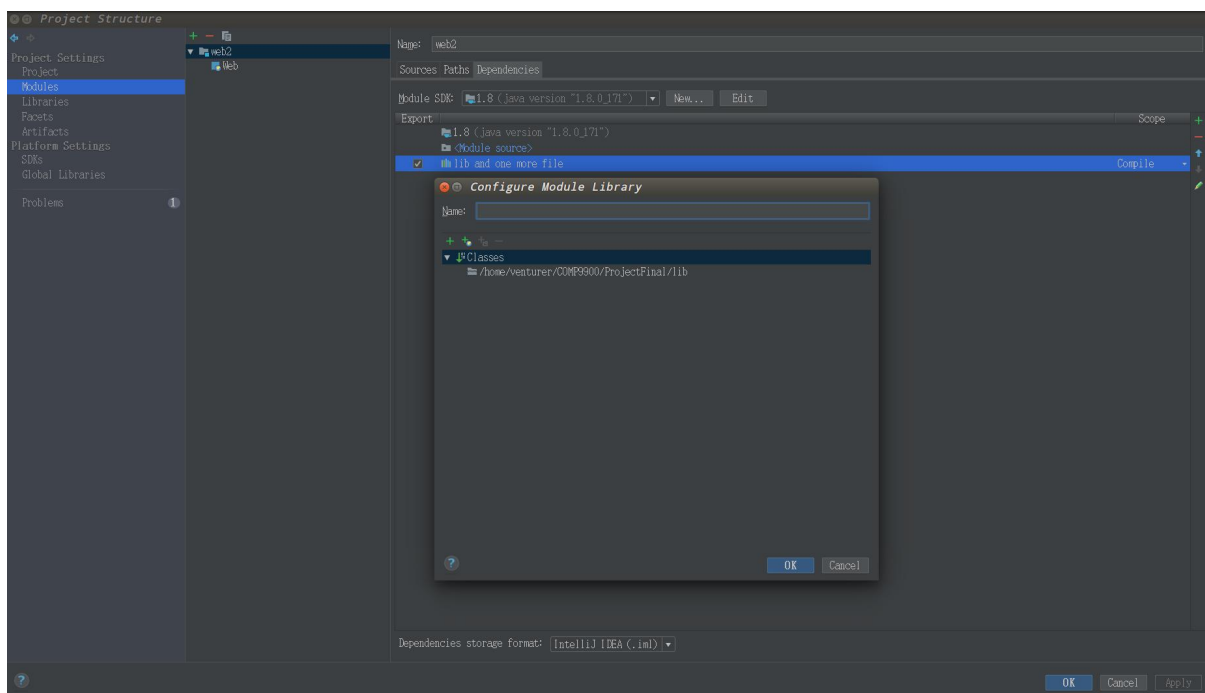 Project Structure
Project Settings
Project
Modules
Libraries
Facets
Artifacts
Platform Settings
SDKs
Global Libraries
Problems 1
web2
Web
Name: web2
Sources Paths Dependencies
Module SDK: 1.8 (java version "1.8.0_171") New... Edit
Export Scope
1.8 (java version "1.8.0_171")
<Module source>
lib and one more file Compile
Configure Module Library
Name:
Classes
/home/venturer/COMP9900/ProjectFinal/lib
? OK Cancel
Dependencies storage format: IntelliJ IDEA (.iml)
? OK Cancel Apply